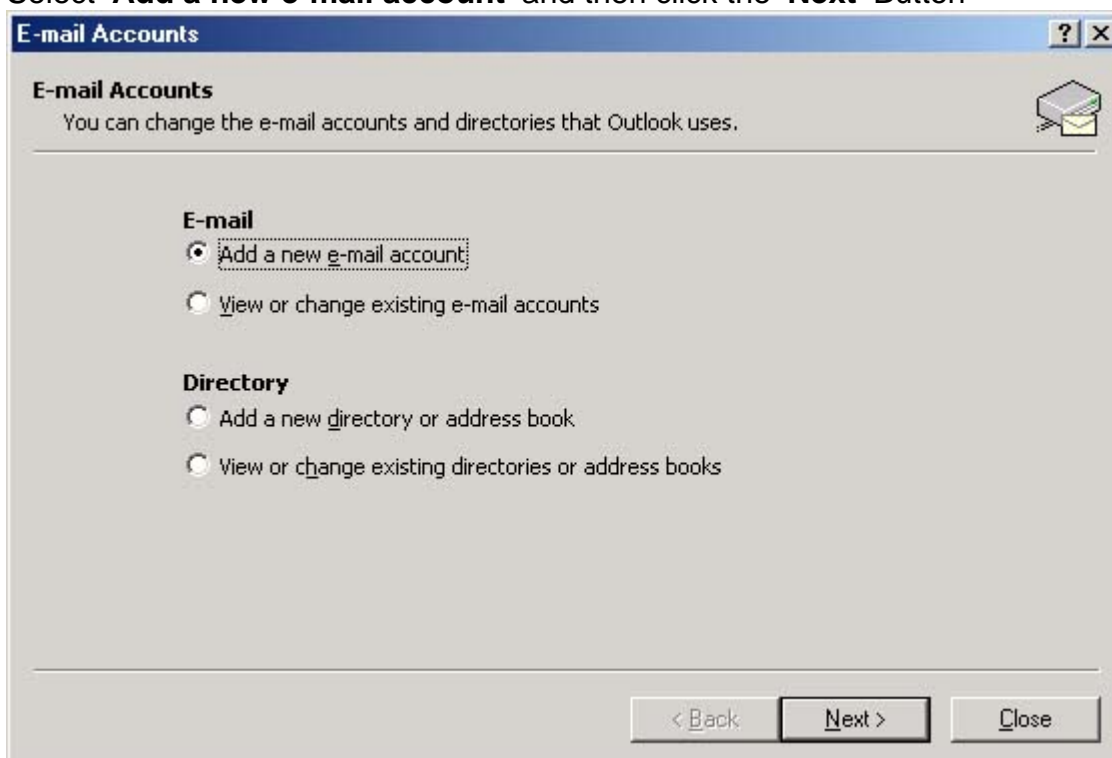 Select 'Add a new e-mail account' and then click the 'Next' Button
E-mail Accounts
E-mail Accounts
You can change the e-mail accounts and directories that Outlook uses.
E-mail
Add a new e-mail account
View or change existing e-mail accounts
Directory
Add a new directory or address book
View or change existing directories or address books
< Back Next > Close